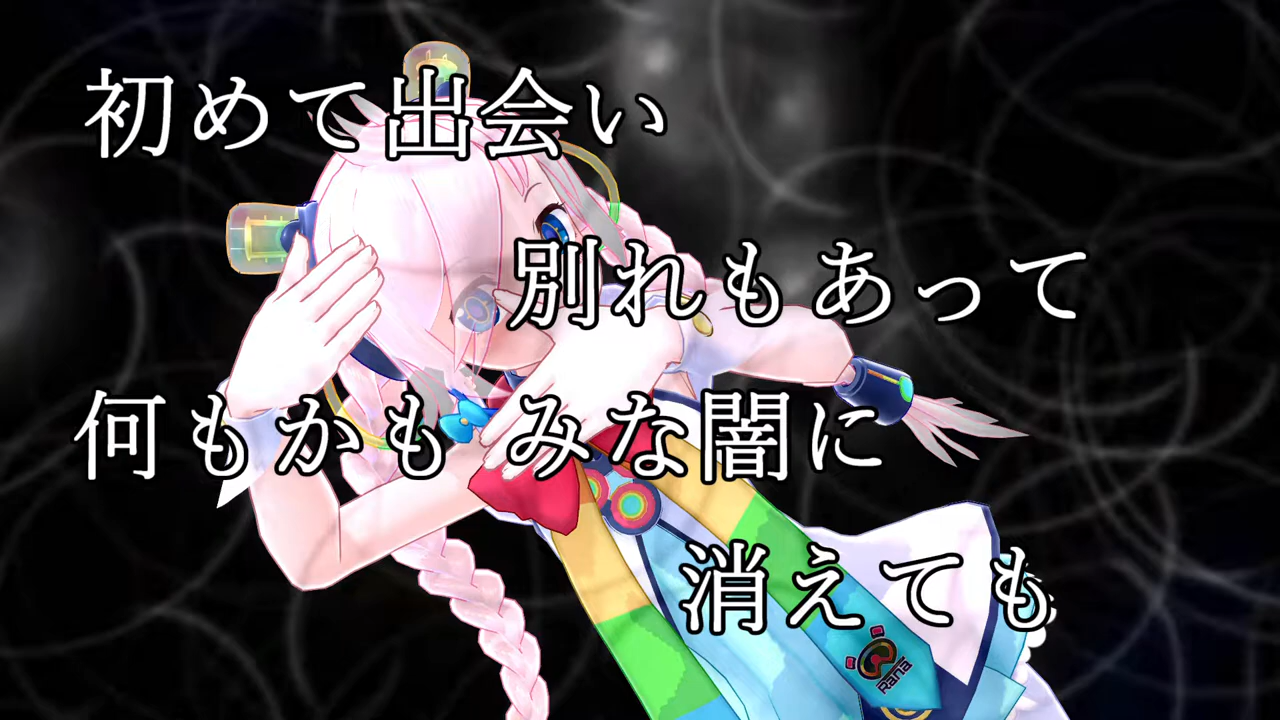 初めて出会い
別れもあって
何もかも みな闇に
消えても
Rana